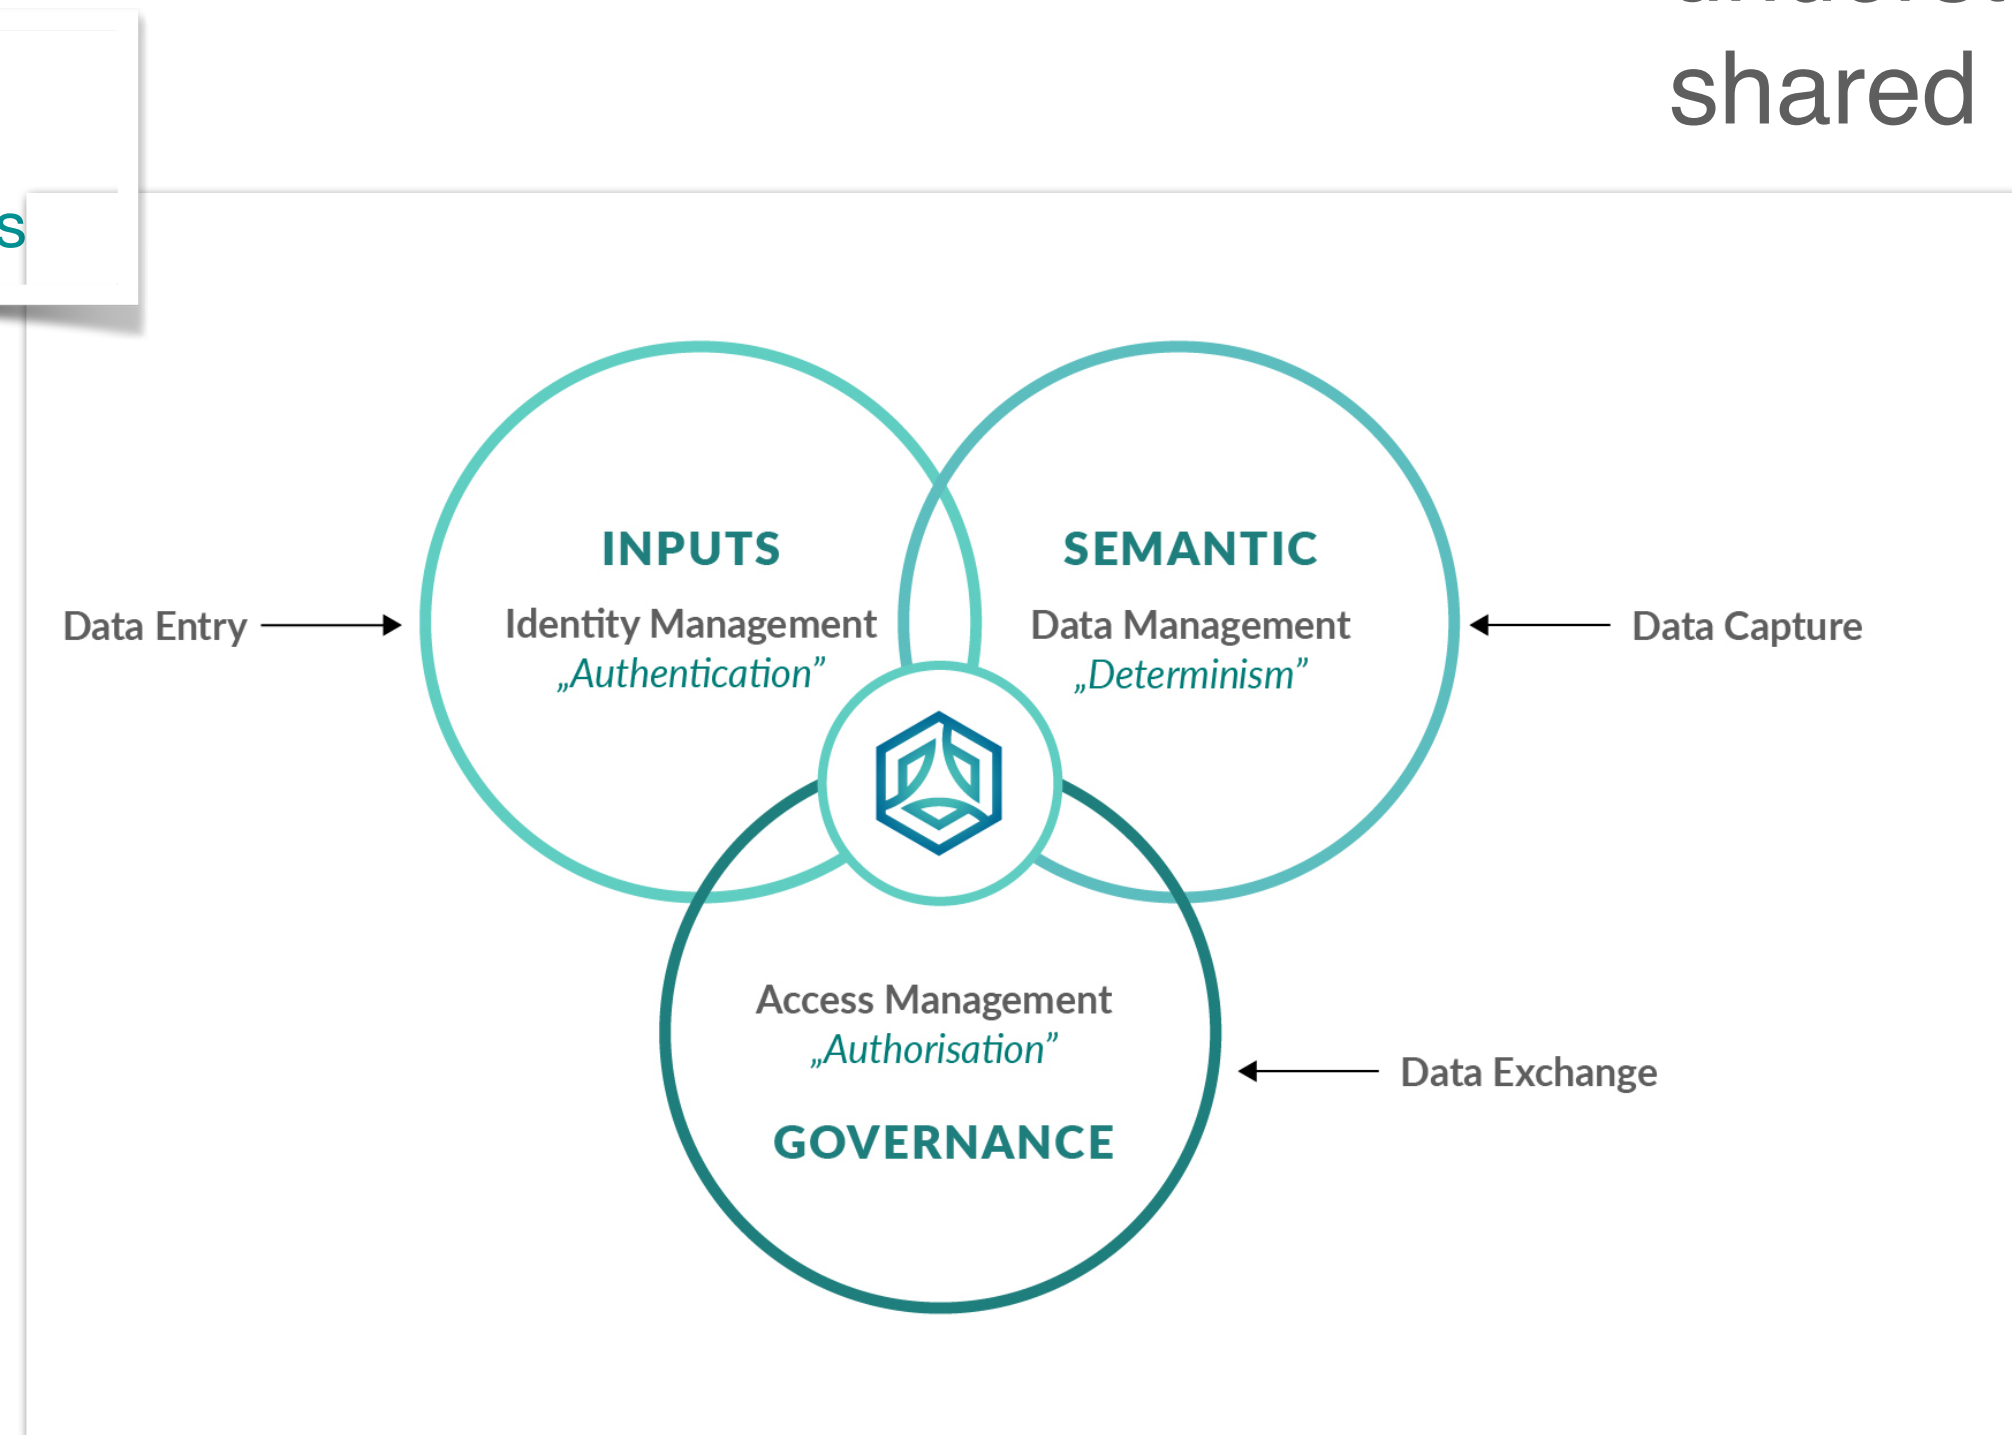 shared
s
INPUTS
SEMANTIC
Data Entry
Identity Management
„Authentication”
Data Management
„Determinism”
Data Capture
Access Management
„Authorisation”
Data Exchange
GOVERNANCE